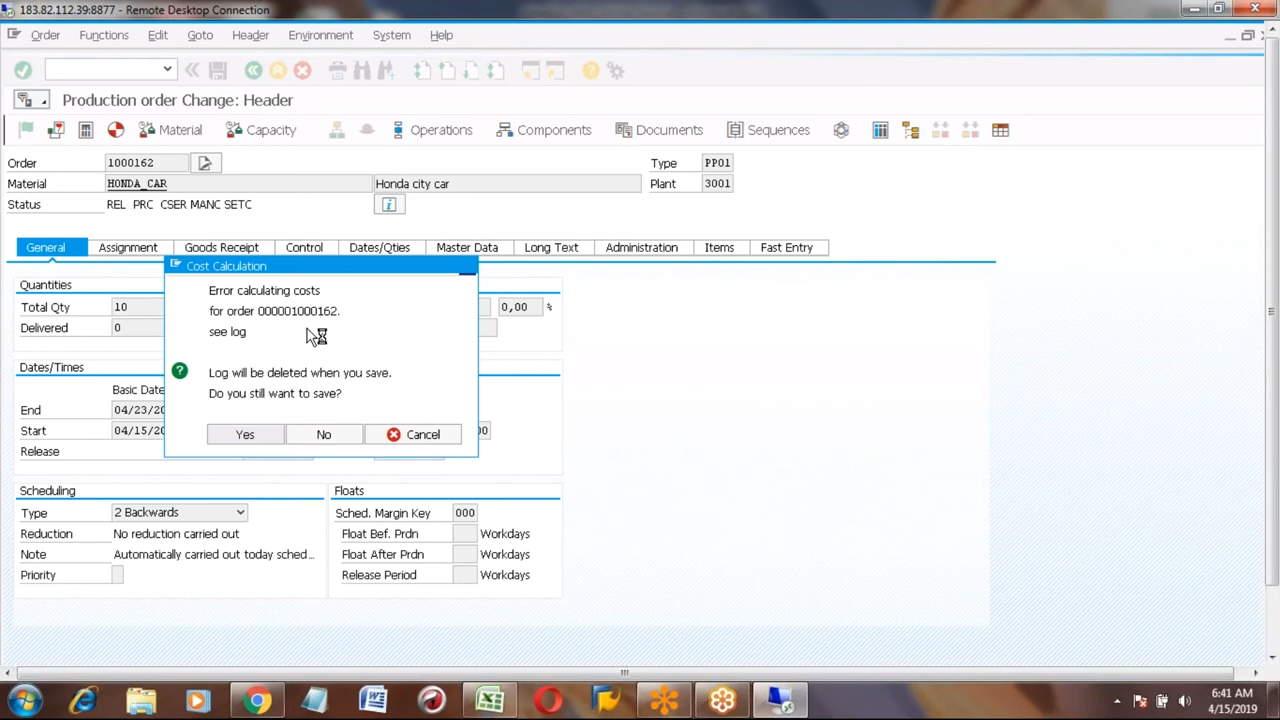 183.82.112.39:8877 - Remote Desktop Connection
Order Functions Edit Goto Header Environment System Help
Production order Change: Header
Material Capacity Operations Components Documents Sequences
Order 1000162 Type PP01
Material HONDA_CAR Honda city car Plant 3001
Status REL PRC CSER MANC SETC
General Assignment Goods Receipt Control Dates/Qties Master Data Long Text Administration Items Fast Entry
Cost Calculation
Quantities
Error calculating costs
Total Qty 10 for order 000001000162. 0,00 %
Delivered 0 see log
Dates/Times
Log will be deleted when you save.
Basic Date
Do you still want to save?
End 04/23/20
Start 04/15/20 Yes No Cancel 00
Release
Scheduling Floats
Type 2 Backwards Sched. Margin Key 000
Reduction No reduction carried out Float Bef. Prdn Workdays
Note Automatically carried out today sched... Float After Prdn Workdays
Priority Release Period Workdays
6:41 AM
4/15/2019